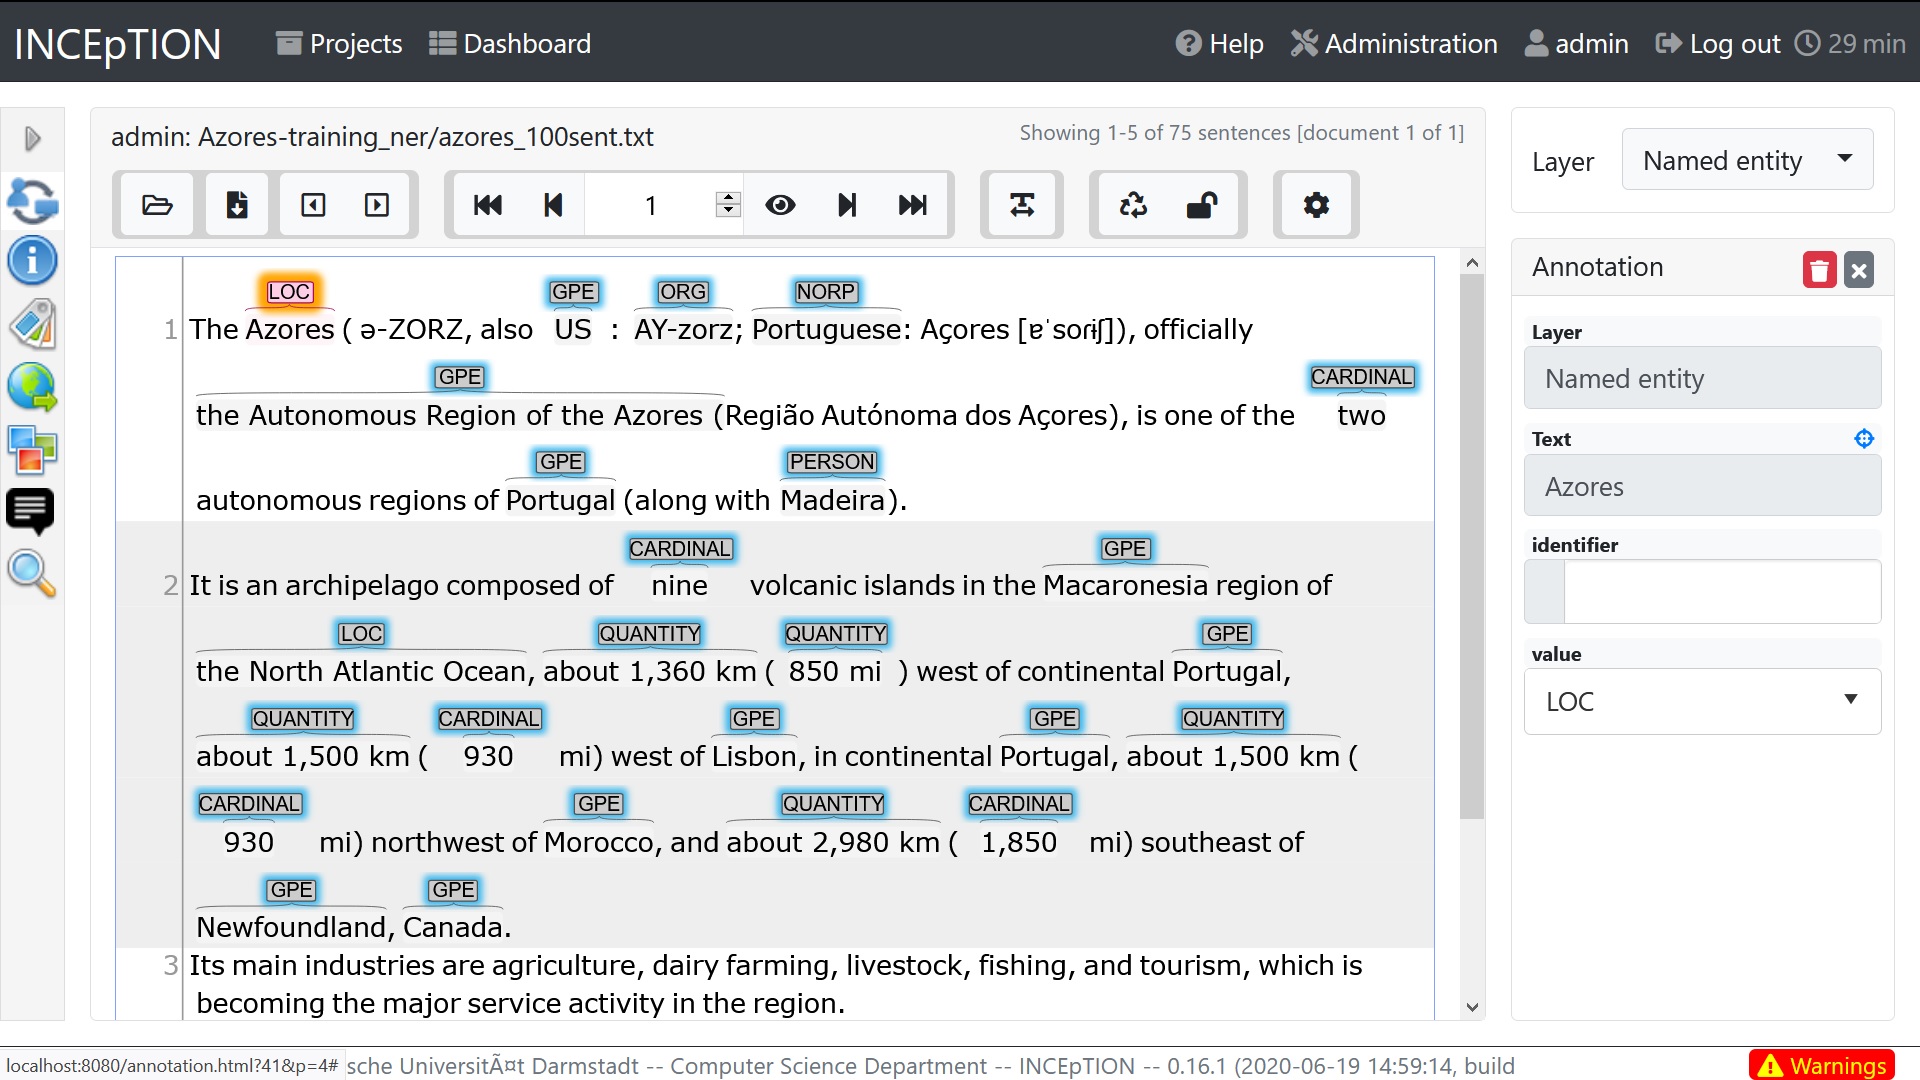 INCEpTION Projects Dashboard Help Administration admin Log out 29 min
admin: Azores-training_ner/azores_100sent.txt Showing 1-5 of 75 sentences [document 1 of 1]
1
Layer Named entity
LOC GPE ORG NORP
1 The Azores ( ə-ZORZ, also US : AY-zorz; Portuguese: Açores [ɐˈsoɾɨʃ]), officially
GPE CARDINAL
the Autonomous Region of the Azores (Região Autónoma dos Açores), is one of the two
GPE PERSON
autonomous regions of Portugal (along with Madeira).
CARDINAL GPE
2 It is an archipelago composed of nine volcanic islands in the Macaronesia region of
LOC QUANTITY QUANTITY GPE
the North Atlantic Ocean, about 1,360 km ( 850 mi ) west of continental Portugal,
QUANTITY CARDINAL GPE GPE QUANTITY
about 1,500 km ( 930 mi) west of Lisbon, in continental Portugal, about 1,500 km (
CARDINAL GPE QUANTITY CARDINAL
930 mi) northwest of Morocco, and about 2,980 km ( 1,850 mi) southeast of
GPE GPE
Newfoundland, Canada.
3 Its main industries are agriculture, dairy farming, livestock, fishing, and tourism, which is
becoming the major service activity in the region.
Annotation
Layer
Named entity
Text
Azores
identifier
value
LOC
localhost:8080/annotation.html?41&p=4# sche UniversitÃ¤t Darmstadt -- Computer Science Department -- INCEpTION -- 0.16.1 (2020-06-19 14:59:14, build
Warnings